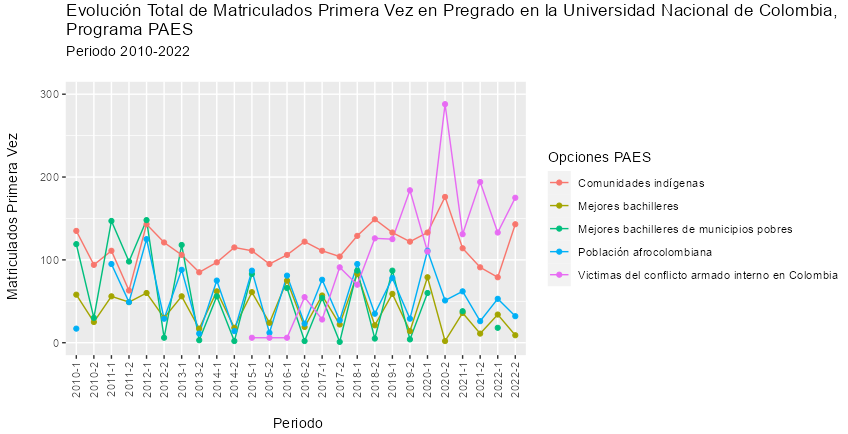 Evolución Total de Matriculados Primera Vez en Pregrado en la Universidad Nacional de Colombia,
Programa PAES
Periodo 2010-2022
Matriculados Primera Vez
300
200
100
0
2010-1
2010-2
2011-1
2011-2
2012-1
2012-2
2013-1
2013-2
2014-1
2014-2
2015-1
2015-2
2016-1
2016-2
2017-1
2017-2
2018-1
2018-2
2019-1
2019-2
2020-1
2020-2
2021-1
2021-2
2022-1
2022-2
Periodo
Opciones PAES
Comunidades indígenas
Mejores bachilleres
Mejores bachilleres de municipios pobres
Población afrocolombiana
Victimas del conflicto armado interno en Colombia